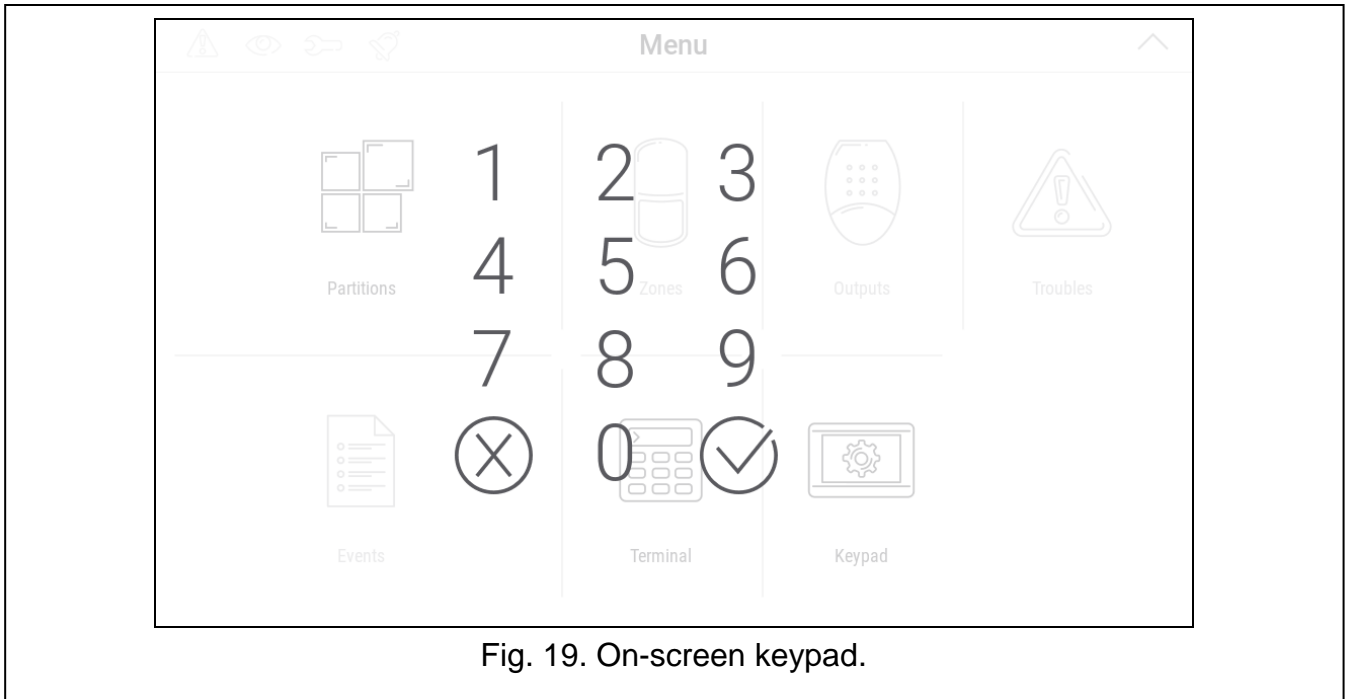 Menu
1 2 3
Partitions 4 5 Zones 6 Outputs Troubles
7 8 9
0
Events Terminal Keypad
Fig. 19. On-screen keypad.